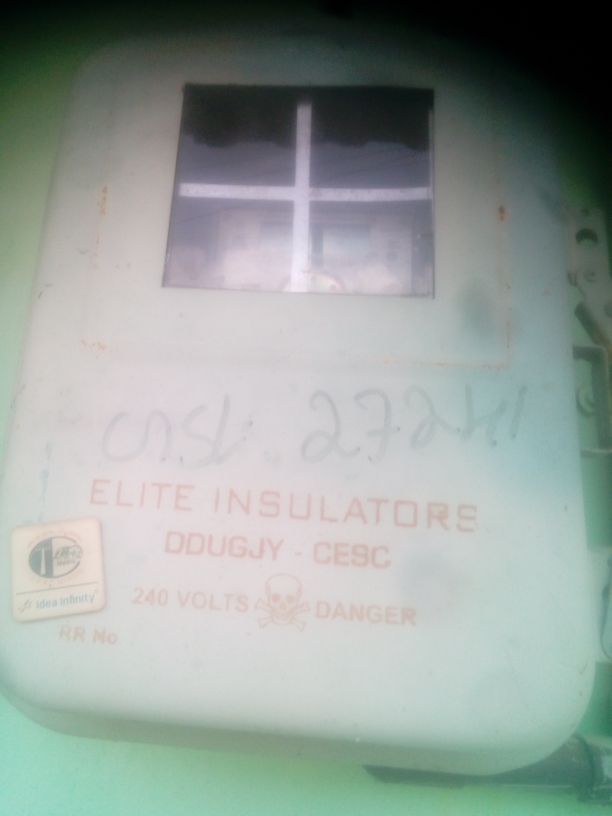 27241
ELITE INSULATORS
DDUGJY - CESC
240 VOLTS DANGER
idea infinity
RR No